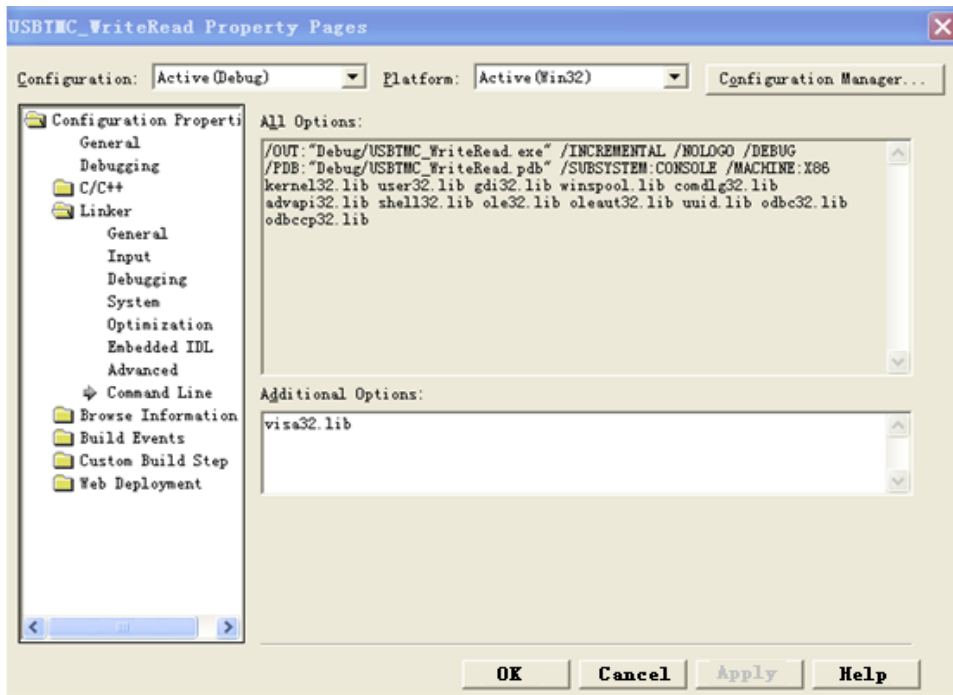 USBTMC_WriteRead Property Pages
Configuration: Active(Debug) Platform: Active(Win32) Configuration Manager...
Configuration Properti
General
Debugging
C/C++
Linker
General
Input
Debugging
System
Optimization
Embedded IDL
Advanced
Command Line
Browse Information
Build Events
Custom Build Step
Web Deployment
All Options:
/OUT:"Debug/USBTMC_WriteRead.exe" /INCREMENTAL /NOLOGO /DEBUG
/PDB:"Debug/USBTMC_WriteRead.pdb" /SUBSYSTEM:CONSOLE /MACHINE:X86
kernel32.lib user32.lib gdi32.lib winspool.lib comdlg32.lib
advapi32.lib shell32.lib ole32.lib oleaut32.lib uuid.lib odbc32.lib
odbccp32.lib
Additional Options:
visa32.lib
OK Cancel Apply Help